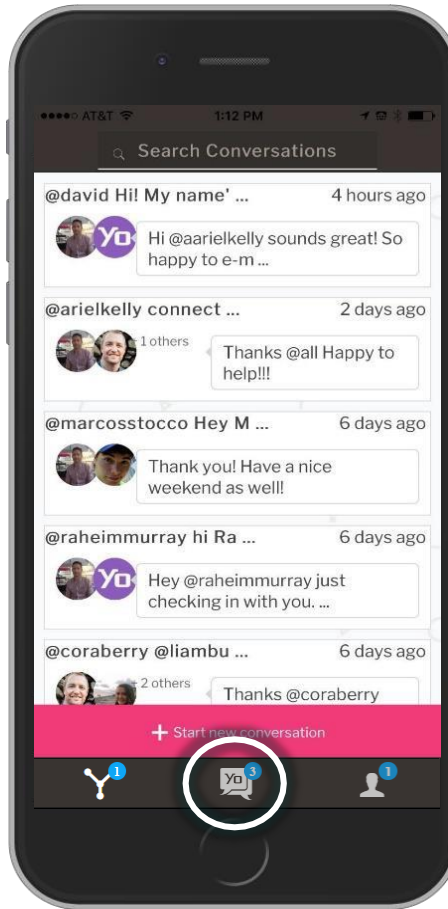 AT&T 1:12 PM
Search Conversations
@david Hi! My name' ... 4 hours ago
Yo
Hi @aarielkelly sounds great! So
happy to e-m ...
@arielkelly connect ... 2 days ago
1 others
Thanks @all Happy to
help!!!
@marcosstocco Hey M ... 6 days ago
Thank you! Have a nice
weekend as well!
@raheimmurray hi Ra ... 6 days ago
Yo
Hey @raheimmurray just
checking in with you. ...
@coraberry @liambu ... 6 days ago
2 others
Thanks @coraberry
+ Start new conversation
1 Yo 3 1